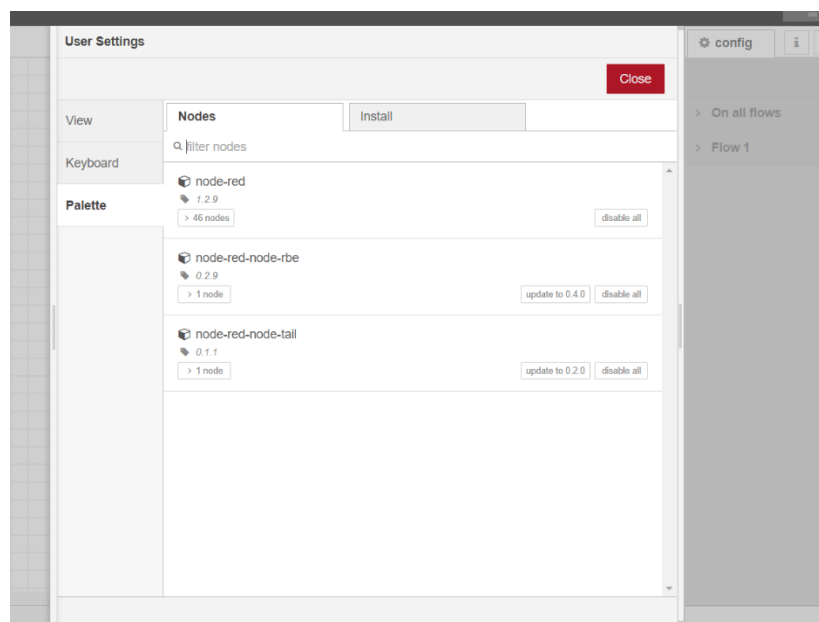 User Settings
config
i
Close
View
Nodes
Install
On all flows
filter nodes
Flow 1
Keyboard
node-red
1.2.9
> 46 nodes
disable all
Palette
node-red-node-rbe
0.2.9
> 1 node
update to 0.4.0
disable all
node-red-node-tail
0.1.1
> 1 node
update to 0.2.0
disable all